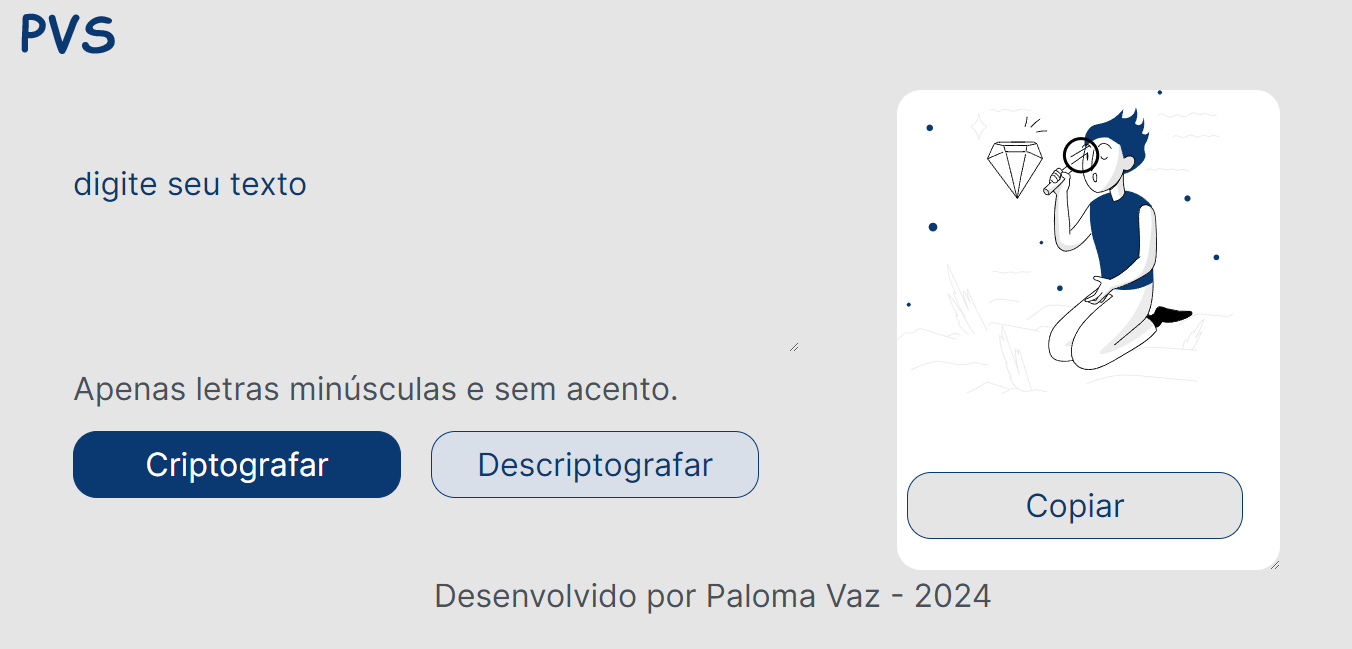 PVS
digite seu texto
Apenas letras minúsculas e sem acento.
Criptografar
Descriptografar
Copiar
Desenvolvido por Paloma Vaz - 2024